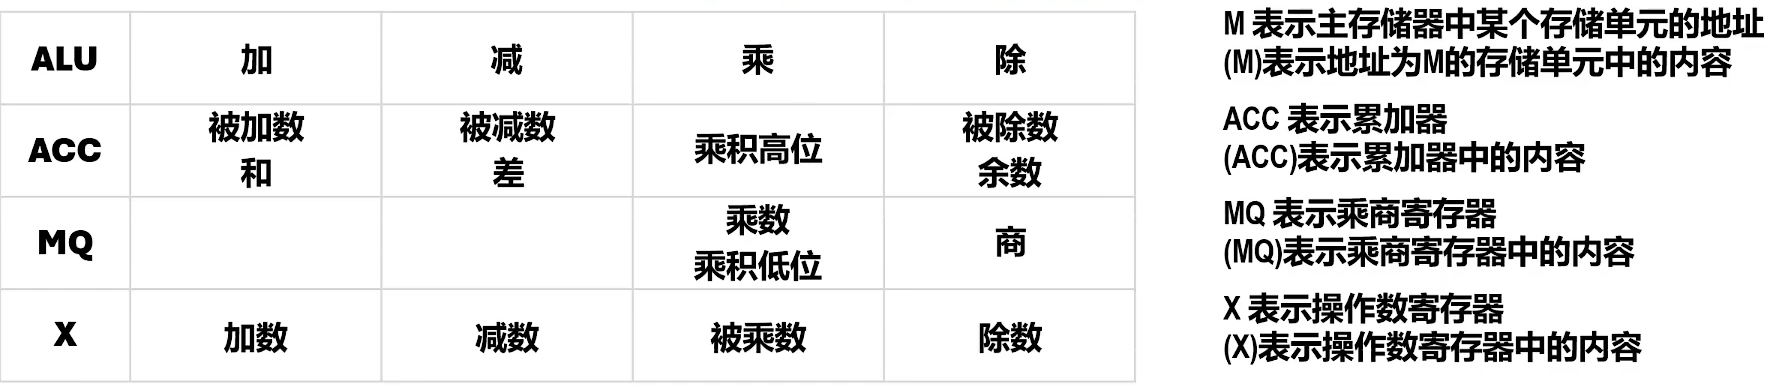 ALU 加 减 乘 除
ACC 被加数 和 被减数 差 乘积高位 被除数 余数
MQ 乘数 乘积低位 商
X 加数 减数 被乘数 除数
M 表示主存储器中某个存储单元的地址
(M)表示地址为M的存储单元中的内容
ACC 表示累加器
(ACC)表示累加器中的内容
MQ 表示乘商寄存器
(MQ)表示乘商寄存器中的内容
X 表示操作数寄存器
(X)表示操作数寄存器中的内容